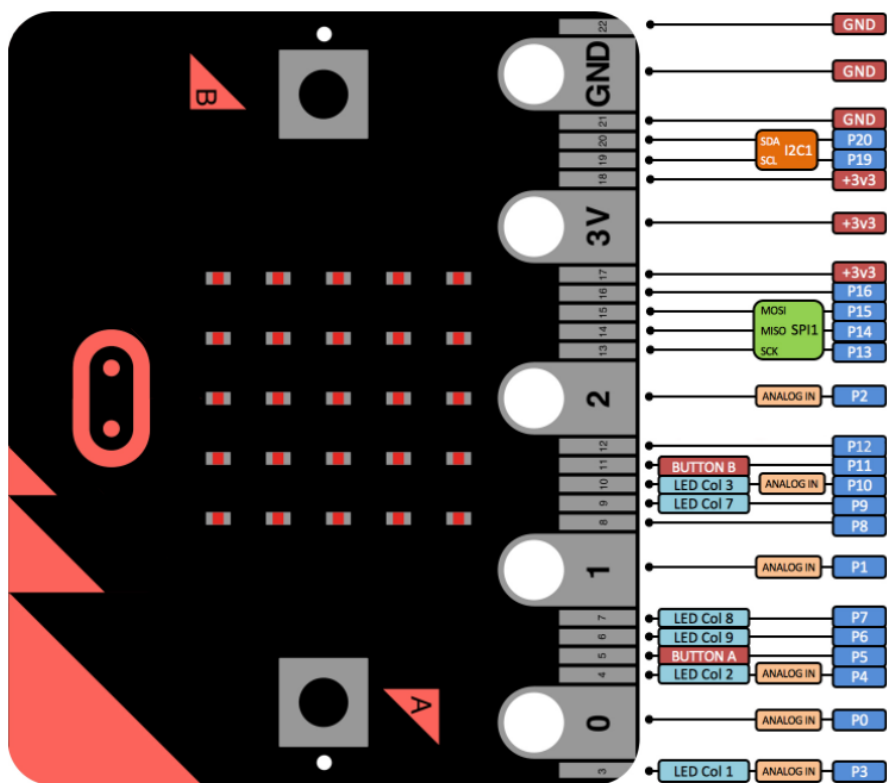 22 GND
GND GND
21 GND
20 SDA I2C1 P20
19 SCL P19
18 +3v3
3V +3v3
17 +3v3
16 P16
15 MOSI P15
14 MISO SPI1 P14
13 SCK P13
2 ANALOG IN P2
12 P12
11 BUTTON B P11
10 LED Col 3 ANALOG IN P10
9 LED Col 7 P9
8 P8
1 ANALOG IN P1
7 LED Col 8 P7
6 LED Col 9 P6
5 BUTTON A P5
4 LED Col 2 ANALOG IN P4
0 ANALOG IN P0
3 LED Col 1 ANALOG IN P3
B
A